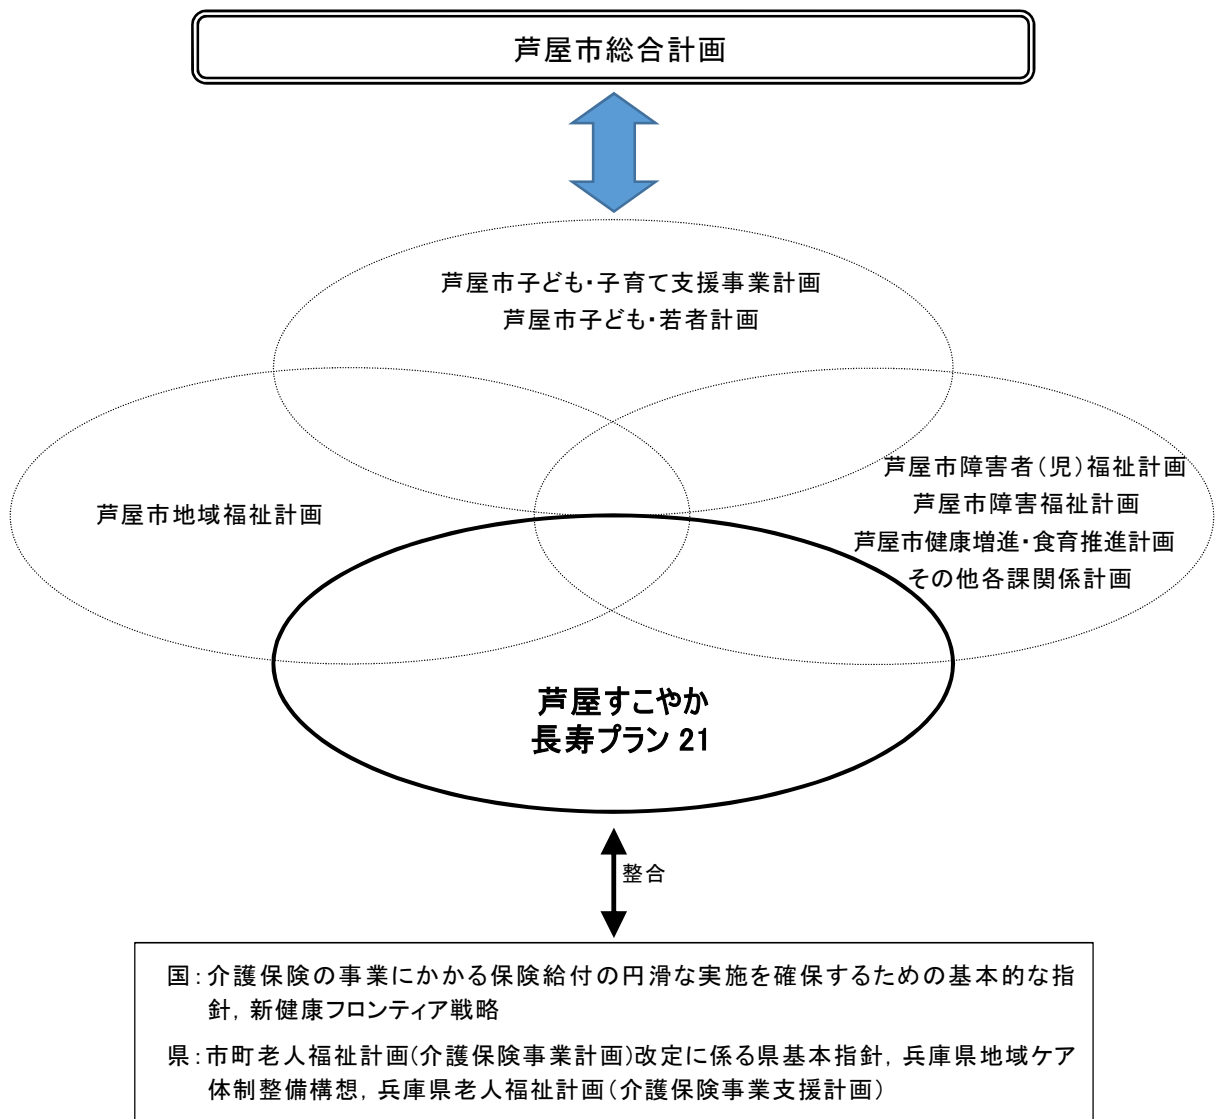 芦屋市総合計画
芦屋市子ども・子育て支援事業計画
芦屋市子ども・若者計画
芦屋市地域福祉計画
芦屋市障害者（児）福祉計画
芦屋市障害福祉計画
芦屋市健康増進・食育推進計画
その他各課関係計画
芦屋すこやか
長寿プラン 21
整合
国：介護保険の事業にかかる保険給付の円滑な実施を確保するための基本的な指
針，新健康フロンティア戦略
県：市町老人福祉計画(介護保険事業計画)改定に係る県基本指針，兵庫県地域ケア
体制整備構想，兵庫県老人福祉計画（介護保険事業支援計画）